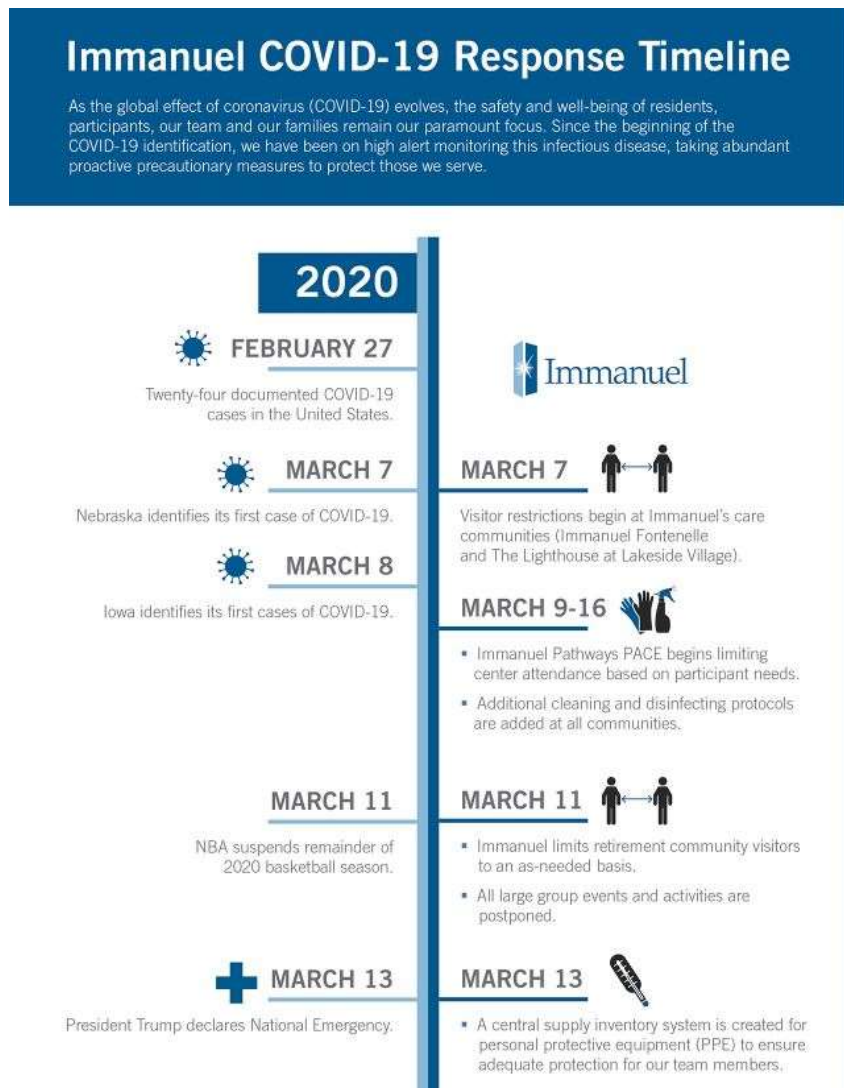 Immanuel COVID-19 Response Timeline
As the global effect of coronavirus (COVID-19) evolves, the safety and well-being of residents,
participants, our team and our families remain our paramount focus. Since the beginning of the
COVID-19 identification, we have been on high alert monitoring this infectious disease, taking abundant
proactive precautionary measures to protect those we serve.
2020
FEBRUARY 27
Twenty-four documented COVID-19
cases in the United States.
Immanuel
MARCH 7
Nebraska identifies its first case of COVID-19.
MARCH 7
Visitor restrictions begin at Immanuel's care
communities (Immanuel Fontenelle
and The Lighthouse at Lakeside Village).
MARCH 8
Iowa identifies its first cases of COVID-19.
MARCH 9-16
▪ Immanuel Pathways PACE begins limiting
center attendance based on participant needs.
▪ Additional cleaning and disinfecting protocols
are added at all communities.
MARCH 11
NBA suspends remainder of
2020 basketball season.
MARCH 11
▪ Immanuel limits retirement community visitors
to an as-needed basis.
▪ All large group events and activities are
postponed.
MARCH 13
President Trump declares National Emergency.
MARCH 13
▪ A central supply inventory system is created for
personal protective equipment (PPE) to ensure
adequate protection for our team members.